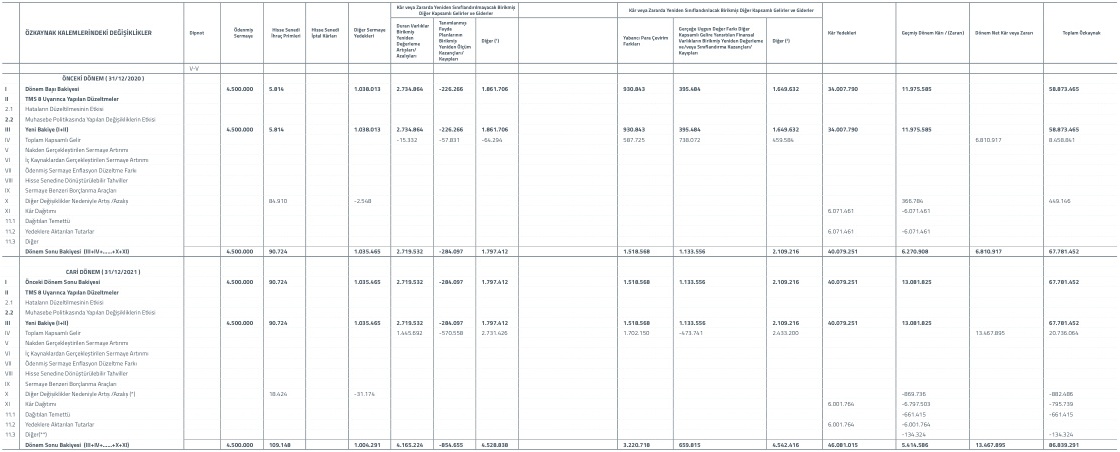 Kâr veya Zararda Yeniden Sınıflandırılmayacak Birikmiş Diğer Kapsamlı Gelirler ve Giderler
Kâr veya Zararda Yeniden Sınıflandırılacak Birikmiş Diğer Kapsamlı Gelirler ve Giderler
ÖZKAYNAK KALEMLERİNDEKİ DEĞİŞİKLİKLER Dipnot Ödenmiş Sermaye Hisse Senedi İhraç Primleri Hisse Senedi İptal Kârları Diğer Sermaye Yedekleri Duran Varlıklar Birikmiş Yeniden Değerleme Artışları/Azalışları Tanımlanmış Fayda Planlarının Birikmiş Yeniden Ölçüm Kazançları/Kayıpları Diğer (¹) Yabancı Para Çevirim Farkları Gerçeğe Uygun Değer Farkı Diğer Kapsamlı Gelire Yansıtılan Finansal Varlıkların Birikmiş Yeniden Değerleme ve/veya Sınıflandırma Kazançları/Kayıpları Diğer (²) Kâr Yedekleri Geçmiş Dönem Kârı / (Zararı) Dönem Net Kâr veya Zararı Toplam Özkaynak
V-V
ÖNCEKİ DÖNEM ( 31/12/2020 )
I Dönem Başı Bakiyesi 4.500.000 5.814 1.038.013 2.734.864 -226.266 1.861.706 930.843 395.484 1.649.632 34.007.790 11.975.585 58.873.465
II TMS 8 Uyarınca Yapılan Düzeltmeler
2.1 Hataların Düzeltilmesinin Etkisi
2.2 Muhasebe Politikasında Yapılan Değişikliklerin Etkisi
III Yeni Bakiye (I+II) 4.500.000 5.814 1.038.013 2.734.864 -226.266 1.861.706 930.843 395.484 1.649.632 34.007.790 11.975.585 58.873.465
IV Toplam Kapsamlı Gelir -15.332 -57.831 -64.294 587.725 738.072 459.584 6.810.917 8.458.841
V Nakden Gerçekleştirilen Sermaye Artırımı
VI İç Kaynaklardan Gerçekleştirilen Sermaye Artırımı
VII Ödenmiş Sermaye Enflasyon Düzeltme Farkı
VIII Hisse Senedine Dönüştürülebilir Tahviller
IX Sermaye Benzeri Borçlanma Araçları
X Diğer Değişiklikler Nedeniyle Artış /Azalış 84.910 -2.548 366.784 449.146
XI Kâr Dağıtımı 6.071.461 -6.071.461
11.1 Dağıtılan Temettü
11.2 Yedeklere Aktarılan Tutarlar 6.071.461 -6.071.461
11.3 Diğer
Dönem Sonu Bakiyesi (III+IV+……+X+XI) 4.500.000 90.724 1.035.465 2.719.532 -284.097 1.797.412 1.518.568 1.133.556 2.109.216 40.079.251 6.270.908 6.810.917 67.781.452
CARİ DÖNEM ( 31/12/2021 )
I Önceki Dönem Sonu Bakiyesi 4.500.000 90.724 1.035.465 2.719.532 -284.097 1.797.412 1.518.568 1.133.556 2.109.216 40.079.251 13.081.825 67.781.452
II TMS 8 Uyarınca Yapılan Düzeltmeler
2.1 Hataların Düzeltilmesinin Etkisi
2.2 Muhasebe Politikasında Yapılan Değişikliklerin Etkisi
III Yeni Bakiye (I+II) 4.500.000 90.724 1.035.465 2.719.532 -284.097 1.797.412 1.518.568 1.133.556 2.109.216 40.079.251 13.081.825 67.781.452
IV Toplam Kapsamlı Gelir 1.445.692 -570.558 2.731.426 1.702.150 -473.741 2.433.200 13.467.895 20.736.064
V Nakden Gerçekleştirilen Sermaye Artırımı
VI İç Kaynaklardan Gerçekleştirilen Sermaye Artırımı
VII Ödenmiş Sermaye Enflasyon Düzeltme Farkı
VIII Hisse Senedine Dönüştürülebilir Tahviller
IX Sermaye Benzeri Borçlanma Araçları
X Diğer Değişiklikler Nedeniyle Artış /Azalış (*) 18.424 -31.174 -869.736 -882.486
XI Kâr Dağıtımı 6.001.764 -6.797.503 -795.739
11.1 Dağıtılan Temettü -661.415 -661.415
11.2 Yedeklere Aktarılan Tutarlar 6.001.764 -6.001.764
11.3 Diğer(**) -134.324 -134.324
Dönem Sonu Bakiyesi (III+IV+……+X+XI) 4.500.000 109.148 1.004.291 4.165.224 -854.655 4.528.838 3.220.718 659.815 4.542.416 46.081.015 5.414.586 13.467.895 86.839.291